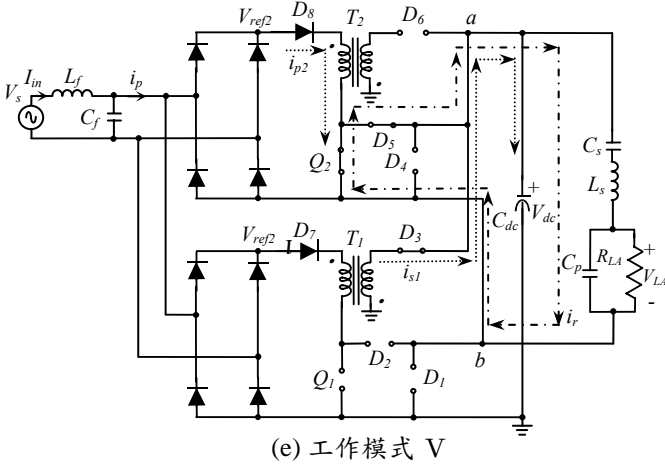 V_ref2 D_8 T_2 D_6 a
i_p2
I_in L_f i_p
V_s
C_f
D_5
Q_2 D_4
C_s
L_s
+
C_dc V_dc
V_ref2 D_7 T_1 D_3
i_s1
C_p R_LA + V_LA -
i_r
D_2 b
Q_1 D_1
(e) 工作模式 V